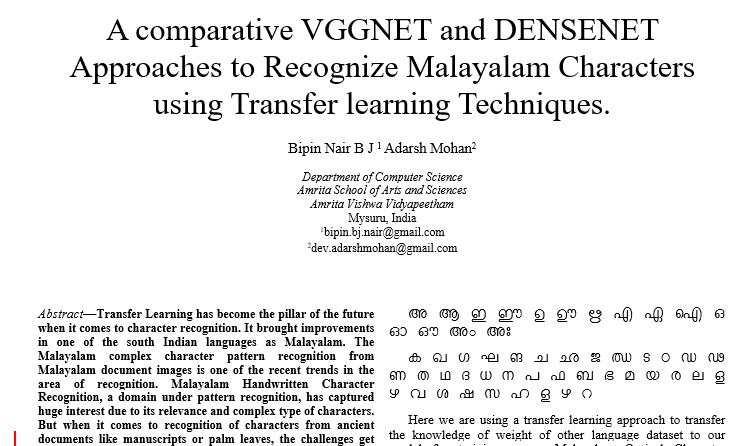 A comparative VGGNET and DENSENET
Approaches to Recognize Malayalam Characters
using Transfer learning Techniques.
Bipin Nair B J ¹ Adarsh Mohan²
Department of Computer Science
Amrita School of Arts and Sciences
Amrita Vishwa Vidyapeetham
Mysuru, India
¹bipin.bj.nair@gmail.com
²dev.adarshmohan@gmail.com
Abstract—Transfer Learning has become the pillar of the future
when it comes to character recognition. It brought improvements
in one of the south Indian languages as Malayalam. The
Malayalam complex character pattern recognition from
Malayalam document images is one of the recent trends in the
area of recognition. Malayalam Handwritten Character
Recognition, a domain under pattern recognition, has captured
huge interest due to its relevance and complex type of characters.
But when it comes to recognition of characters from ancient
documents like manuscripts or palm leaves, the challenges get
അ ആ ഇ ഈ ഉ ഊ ഋ എ ഏ ഐ ഒ
ഓ ഔ അം അഃ
ക ഖ ഗ ഘ ങ ച ഛ ജ ഝ ട ഠ ഡ ഢ
ണ ത ഥ ദ ധ ന പ ഫ ബ ഭ മ യ ര ല ള
ഴ വ ശ ഷ സ ഹ ള ഴ റ
Here we are using a transfer learning approach to transfer
the knowledge of weight of other language dataset to our